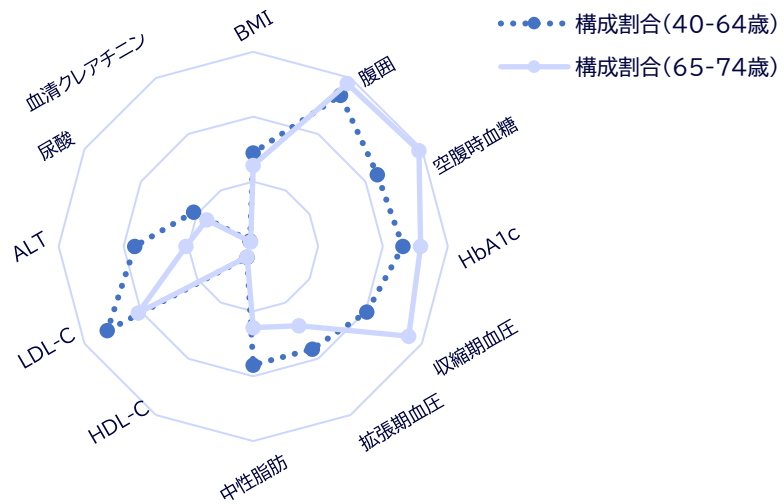 構成割合(40-64歳)
構成割合(65-74歳)
BMI
腹囲
空腹時血糖
HbA1c
収縮期血圧
拡張期血圧
中性脂肪
HDL-C
LDL-C
ALT
尿酸
血清クレアチニン